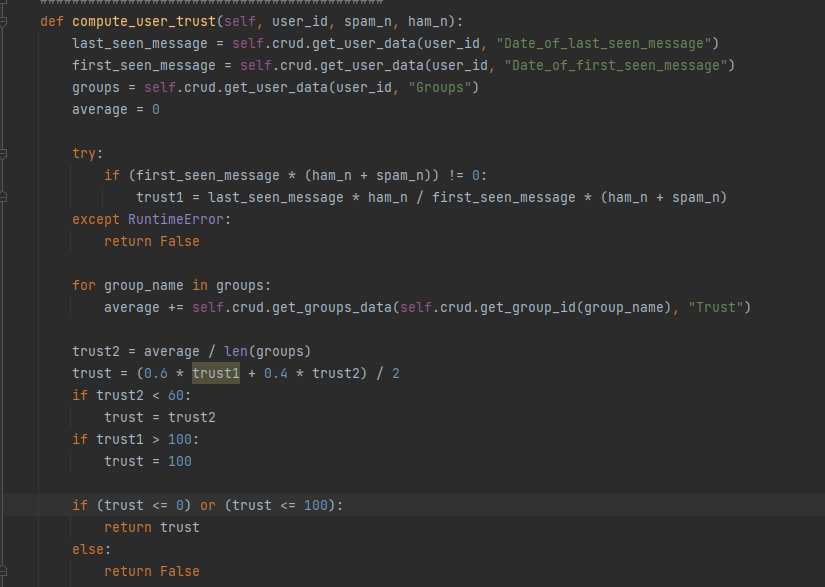 ################################################
def compute_user_trust(self, user_id, spam_n, ham_n):
    last_seen_message = self.crud.get_user_data(user_id, "Date_of_last_seen_message")
    first_seen_message = self.crud.get_user_data(user_id, "Date_of_first_seen_message")
    groups = self.crud.get_user_data(user_id, "Groups")
    average = 0

    try:
        if (first_seen_message * (ham_n + spam_n)) != 0:
            trust1 = last_seen_message * ham_n / first_seen_message * (ham_n + spam_n)
    except RuntimeError:
        return False

    for group_name in groups:
        average += self.crud.get_groups_data(self.crud.get_group_id(group_name), "Trust")

    trust2 = average / len(groups)
    trust = (0.6 * trust1 + 0.4 * trust2) / 2
    if trust2 < 60:
        trust = trust2
    if trust1 > 100:
        trust = 100

    if (trust <= 0) or (trust <= 100):
        return trust
    else:
        return False